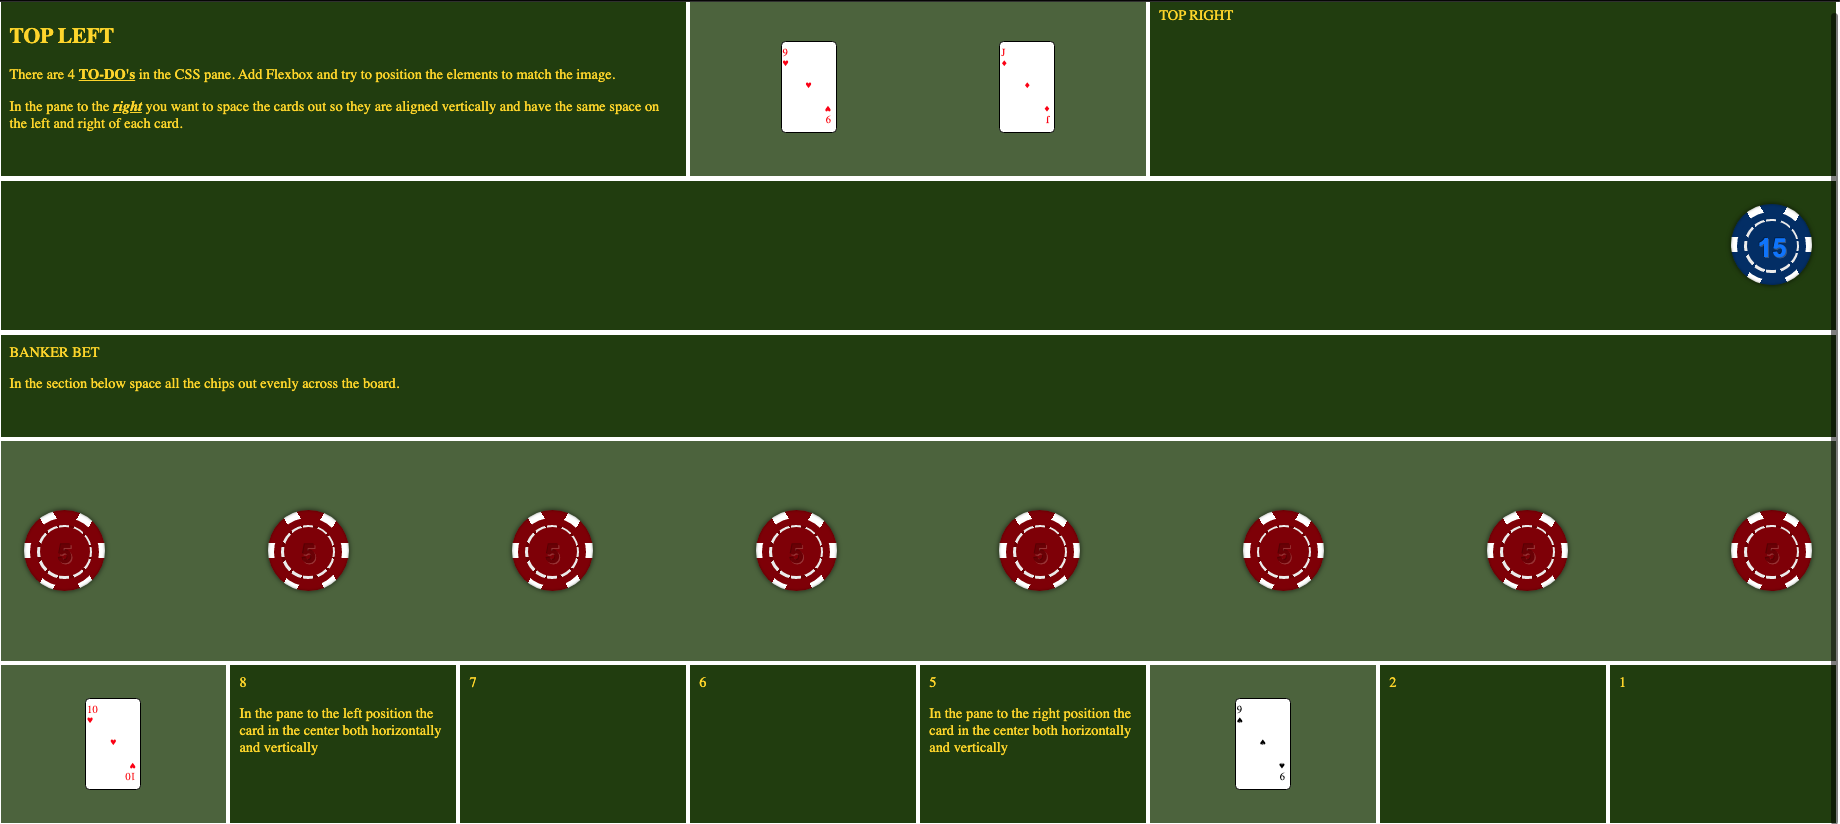 TOP LEFT
There are 4 TO-DO's in the CSS pane. Add Flexbox and try to position the elements to match the image.
In the pane to the right you want to space the cards out so they are aligned vertically and have the same space on
the left and right of each card.
9
♥
♥
♥
9
J
♦
♦
♦
J
TOP RIGHT
15
BANKER BET
In the section below space all the chips out evenly across the board.
5
5
5
5
5
5
5
5
10
♥
♥
♥
10
8
In the pane to the left position the
card in the center both horizontally
and vertically
7
6
5
In the pane to the right position the
card in the center both horizontally
and vertically
9
♠
♠
♠
9
2
1